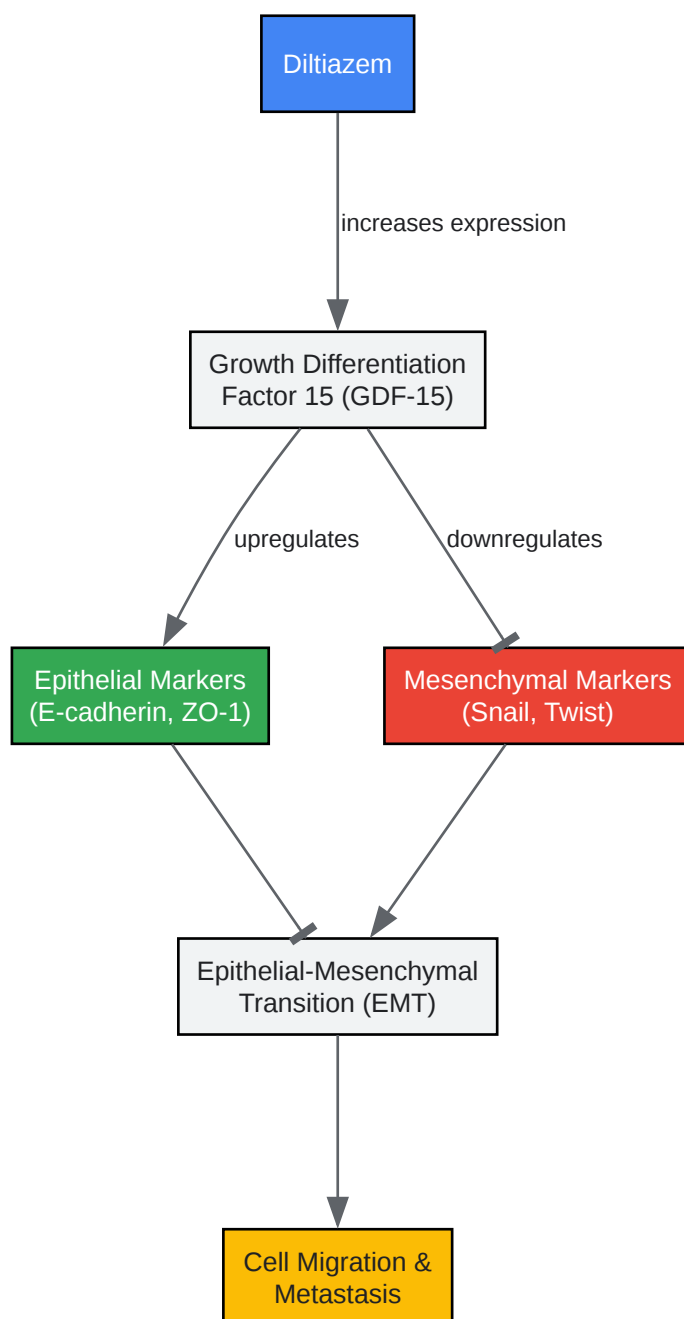 Diltiazem
increases expression
Growth Differentiation
Factor 15 (GDF-15)
upregulates
downregulates
Epithelial Markers
(E-cadherin, ZO-1)
Mesenchymal Markers
(Snail, Twist)
Epithelial-Mesenchymal
Transition (EMT)
Cell Migration &
Metastasis